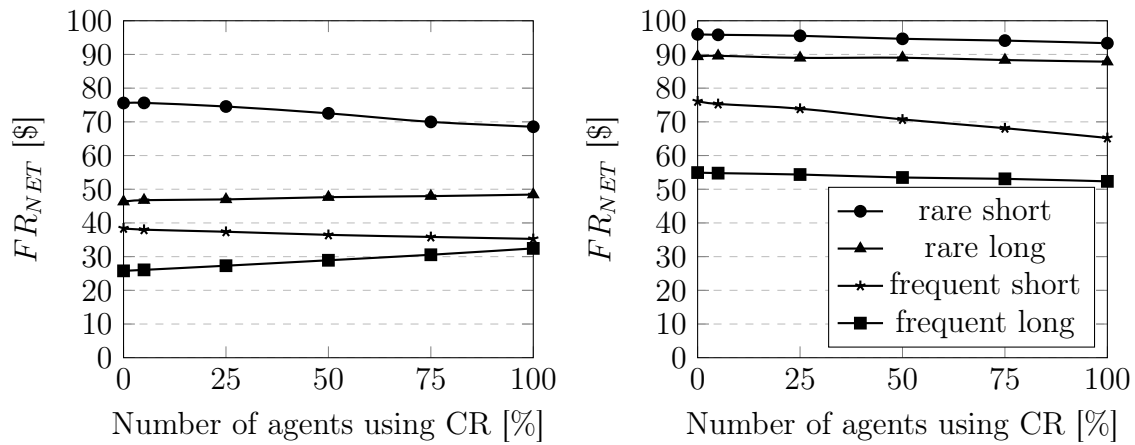 100
90
80
70
60
50
40
30
20
10
0
0 25 50 75 100
Number of agents using CR [%]
FR_NET [$]
100
90
80
70
60
50
40
30
20
10
0
0 25 50 75 100
Number of agents using CR [%]
FR_NET [$]
rare short
rare long
frequent short
frequent long